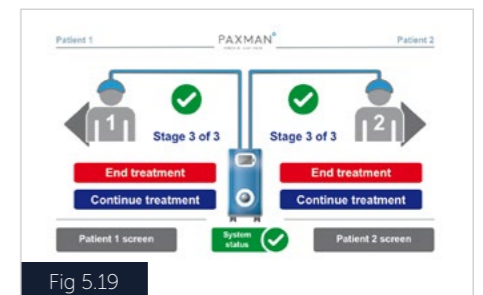 Patient 1 PAXMAN® Patient 2
1 2
Stage 3 of 3 Stage 3 of 3
End treatment End treatment
Continue treatment Continue treatment
Patient 1 screen System status Patient 2 screen
Fig 5.19